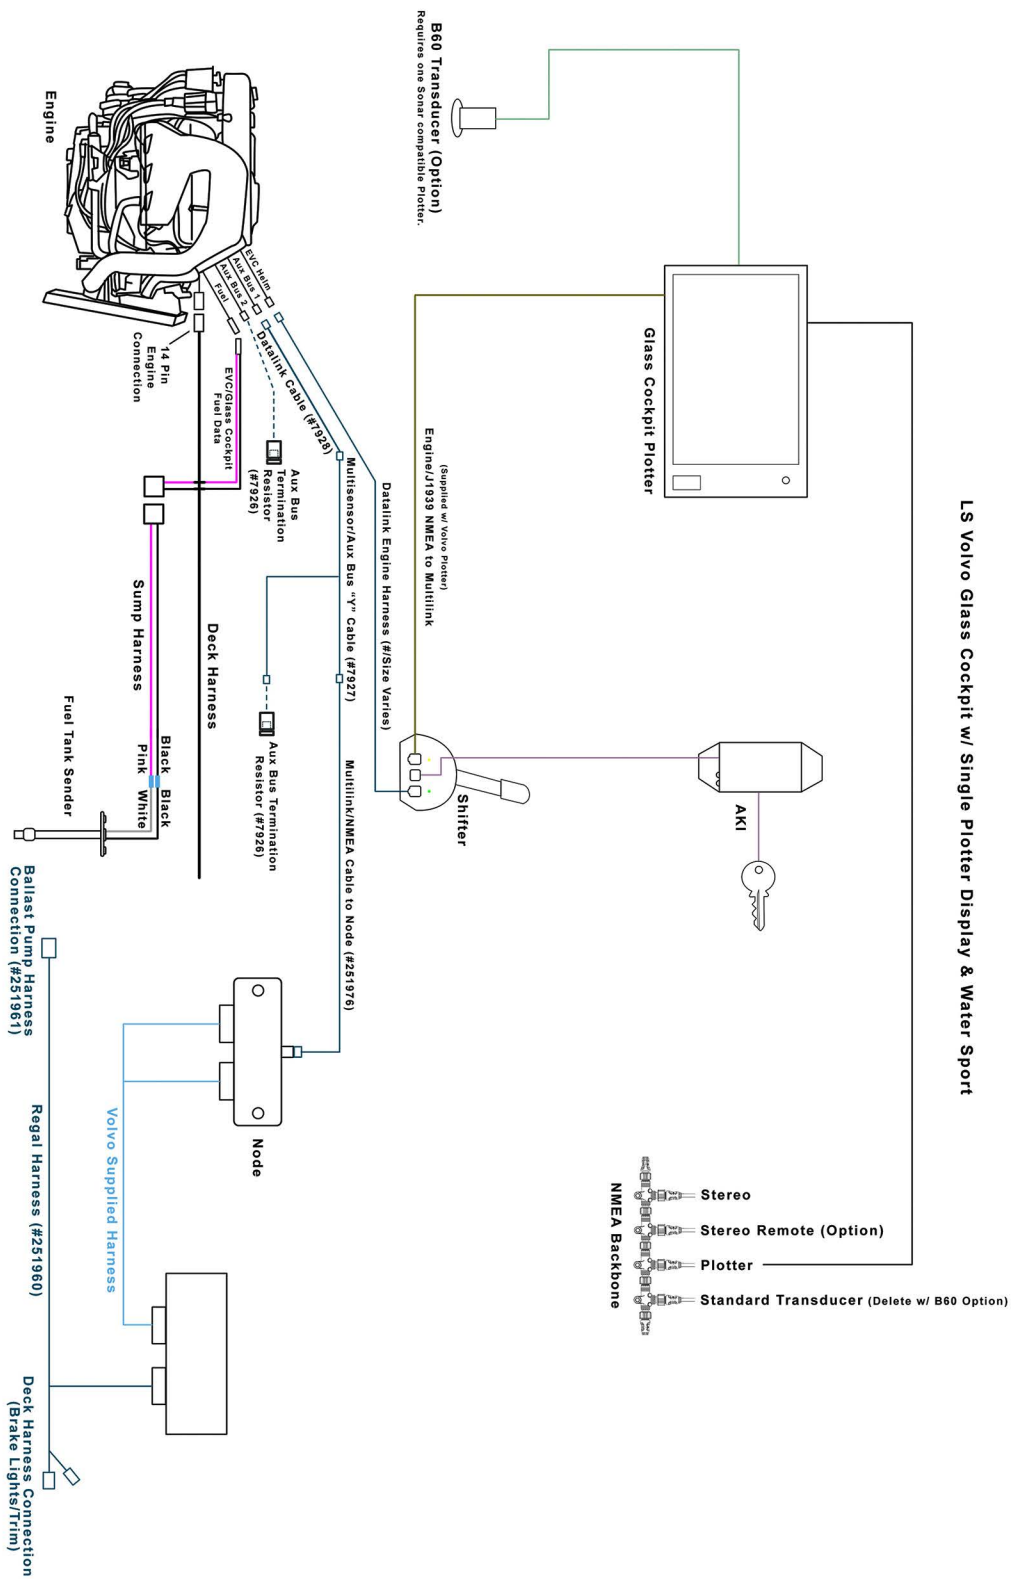 LS Volvo Glass Cockpit w/ Single Plotter Display & Water Sport
Glass Cockpit Plotter
B60 Transducer (Option)
Requires one Sonar compatible Plotter.
(Supplied w/ Volvo Plotter)
Engine/J1939 NMEA to Multilink
AKI
Shifter
Stereo
Stereo Remote (Option)
Plotter
Standard Transducer (Delete w/ B60 Option)
NMEA Backbone
Engine
EVC Helm
Aux Bus 1
Aux Bus 2
Fuel
Datalink Engine Harness (#/Size Varies)
Datalink Cable (#7928)
Multisensor/Aux Bus “Y” Cable (#7927)
Multilink/NMEA Cable to Node (#251976)
Aux Bus
Termination
Resistor
(#7926)
Aux Bus Termination
Resistor (#7926)
EVC/Glass Cockpit
Fuel Data
14 Pin
Engine
Connection
Deck Harness
Sump Harness
Black
Black
Pink
White
Fuel Tank Sender
Node
Volvo Supplied Harness
Ballast Pump Harness
Connection (#251961)
Regal Harness (#251960)
Deck Harness Connection
(Brake Lights/Trim)